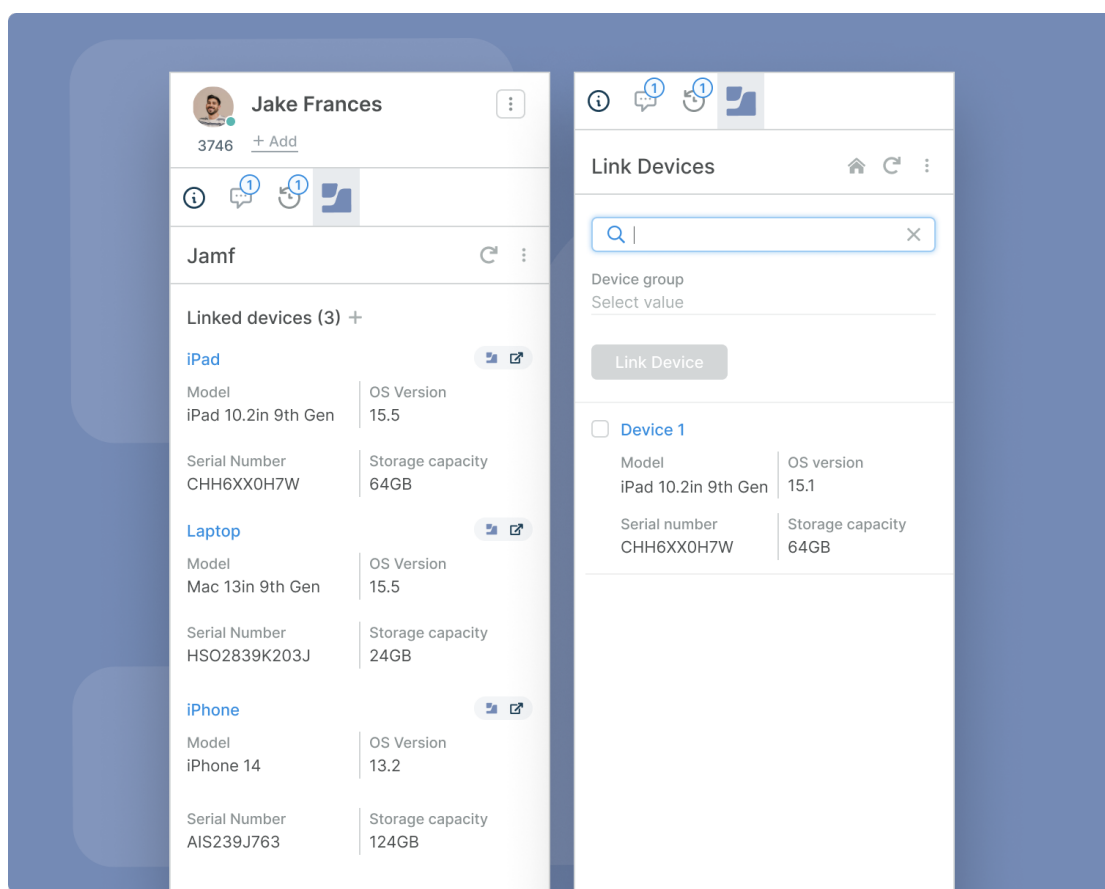 Jake Frances
3746 + Add
1 1
Jamf
Linked devices (3) +
iPad
Model OS Version
iPad 10.2in 9th Gen 15.5
Serial Number Storage capacity
CHH6XX0H7W 64GB
Laptop
Model OS Version
Mac 13in 9th Gen 15.5
Serial Number Storage capacity
HSO2839K203J 24GB
iPhone
Model OS Version
iPhone 14 13.2
Serial Number Storage capacity
AIS239J763 124GB
1 1
Link Devices
Device group
Select value
Link Device
Device 1
Model OS version
iPad 10.2in 9th Gen 15.1
Serial number Storage capacity
CHH6XX0H7W 64GB